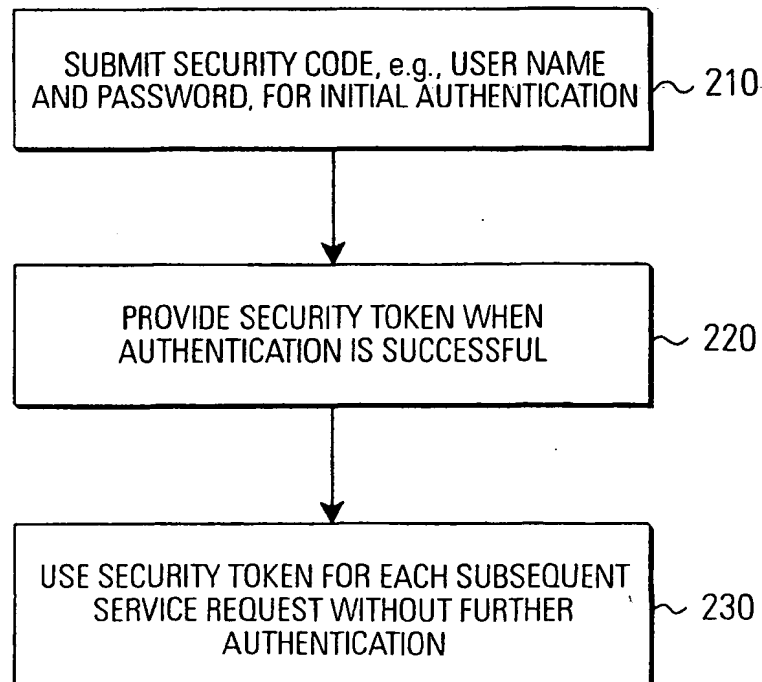 SUBMIT SECURITY CODE, e.g., USER NAME
AND PASSWORD, FOR INITIAL AUTHENTICATION
210
PROVIDE SECURITY TOKEN WHEN
AUTHENTICATION IS SUCCESSFUL
220
USE SECURITY TOKEN FOR EACH SUBSEQUENT
SERVICE REQUEST WITHOUT FURTHER
AUTHENTICATION
230